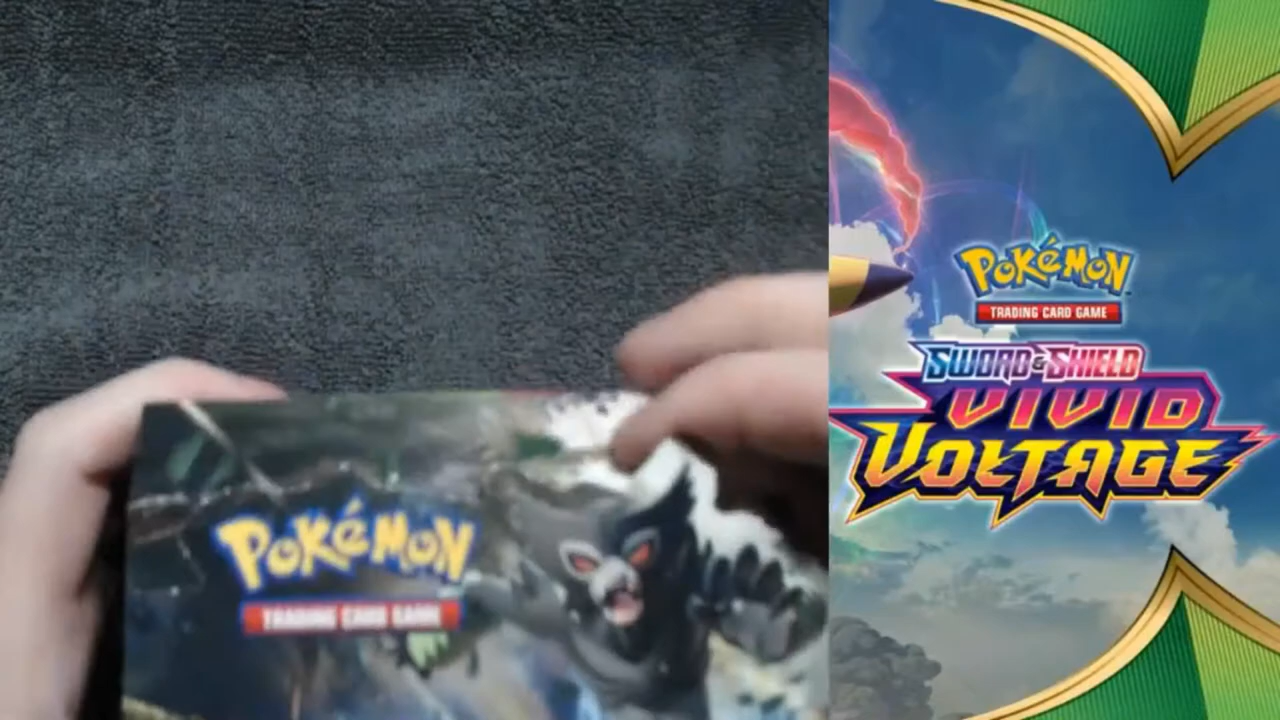 POKéMON
TRADING CARD GAME
POKéMON
TRADING CARD GAME
SWORD & SHIELD
VIVID
VOLTAGE